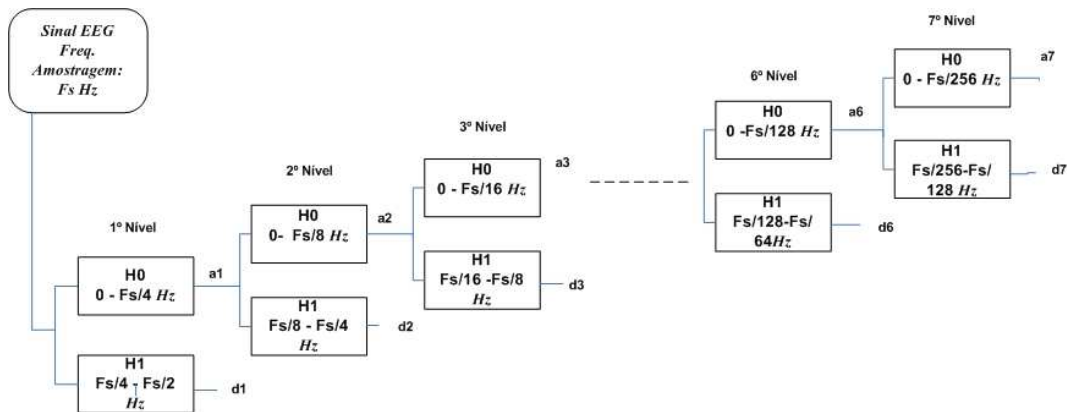 Sinal EEG
Freq.
Amostragem:
Fs Hz
1º Nível
H0
0 - Fs/4 Hz
a1
H1
Fs/4 - Fs/2
Hz
d1
2º Nível
H0
0- Fs/8 Hz
a2
H1
Fs/8 - Fs/4
Hz
d2
3º Nível
H0
0 - Fs/16 Hz
a3
H1
Fs/16 -Fs/8
Hz
d3
6º Nível
H0
0 -Fs/128 Hz
a6
H1
Fs/128-Fs/
64Hz
d6
7º Nível
H0
0 - Fs/256 Hz
a7
H1
Fs/256-Fs/
128 Hz
d7